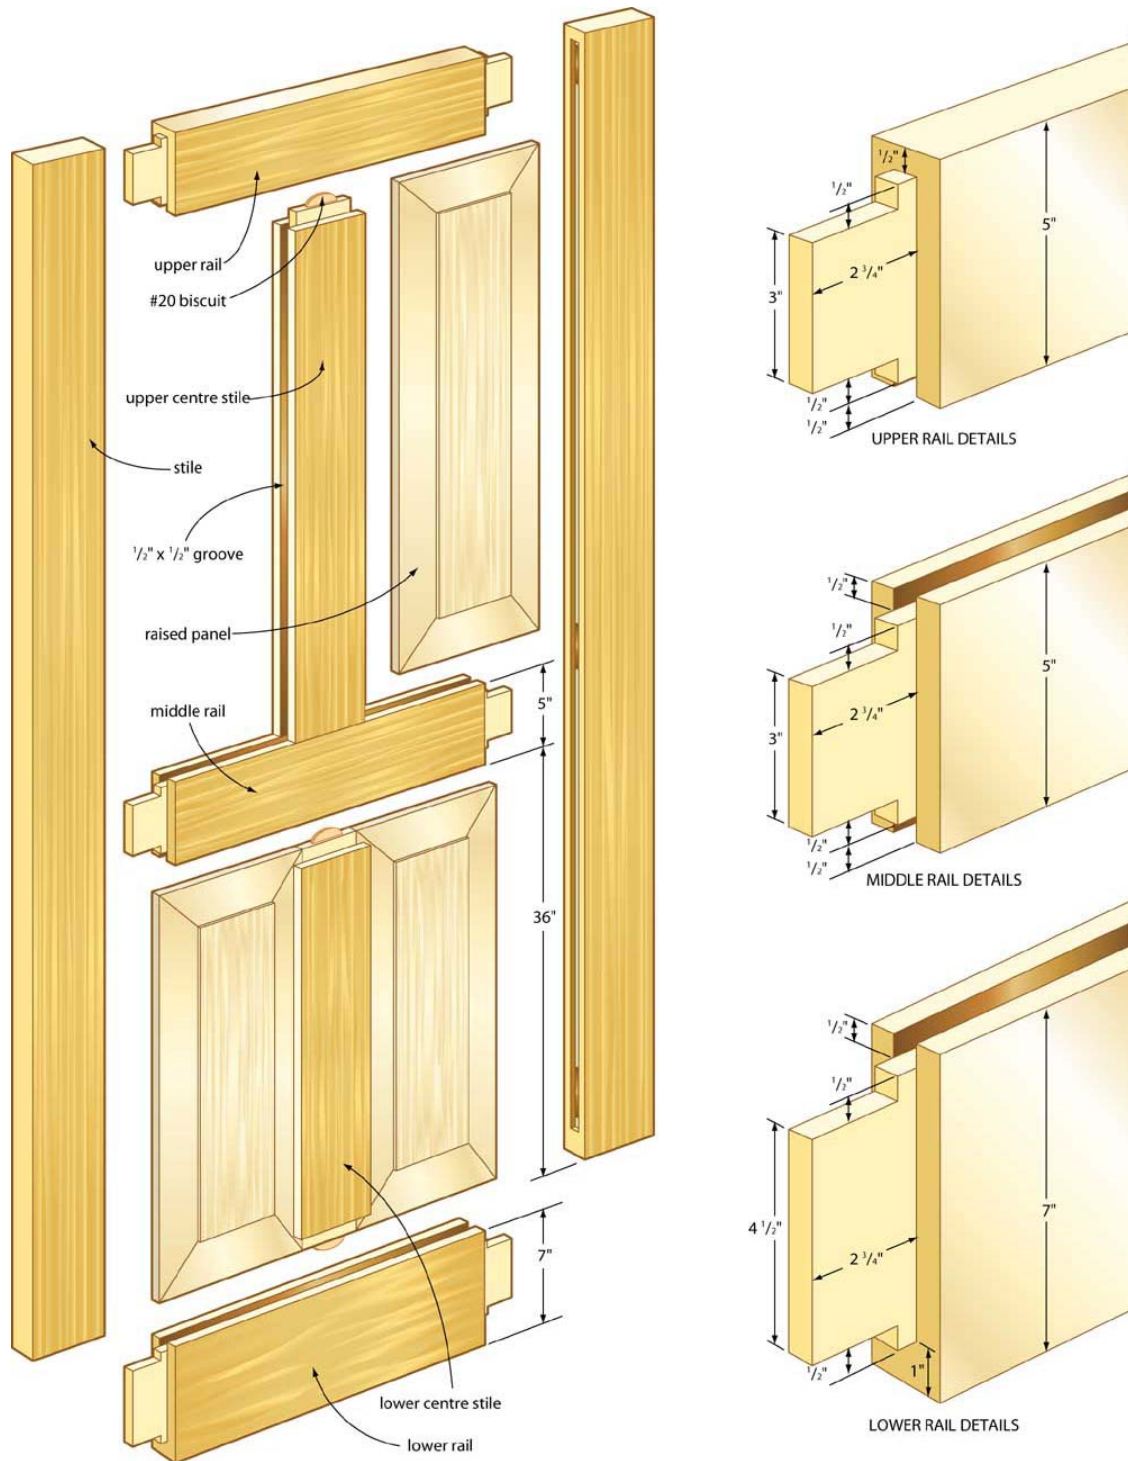 upper rail
#20 biscuit
upper centre stile
stile
1/2" x 1/2" groove
raised panel
middle rail
5"
36"
7"
lower centre stile
lower rail
1/2"
1/2"
5"
2 3/4"
3"
1/2"
1/2"
UPPER RAIL DETAILS
1/2"
1/2"
5"
2 3/4"
3"
1/2"
1/2"
MIDDLE RAIL DETAILS
1/2"
1/2"
7"
4 1/2"
2 3/4"
1/2"
1"
LOWER RAIL DETAILS